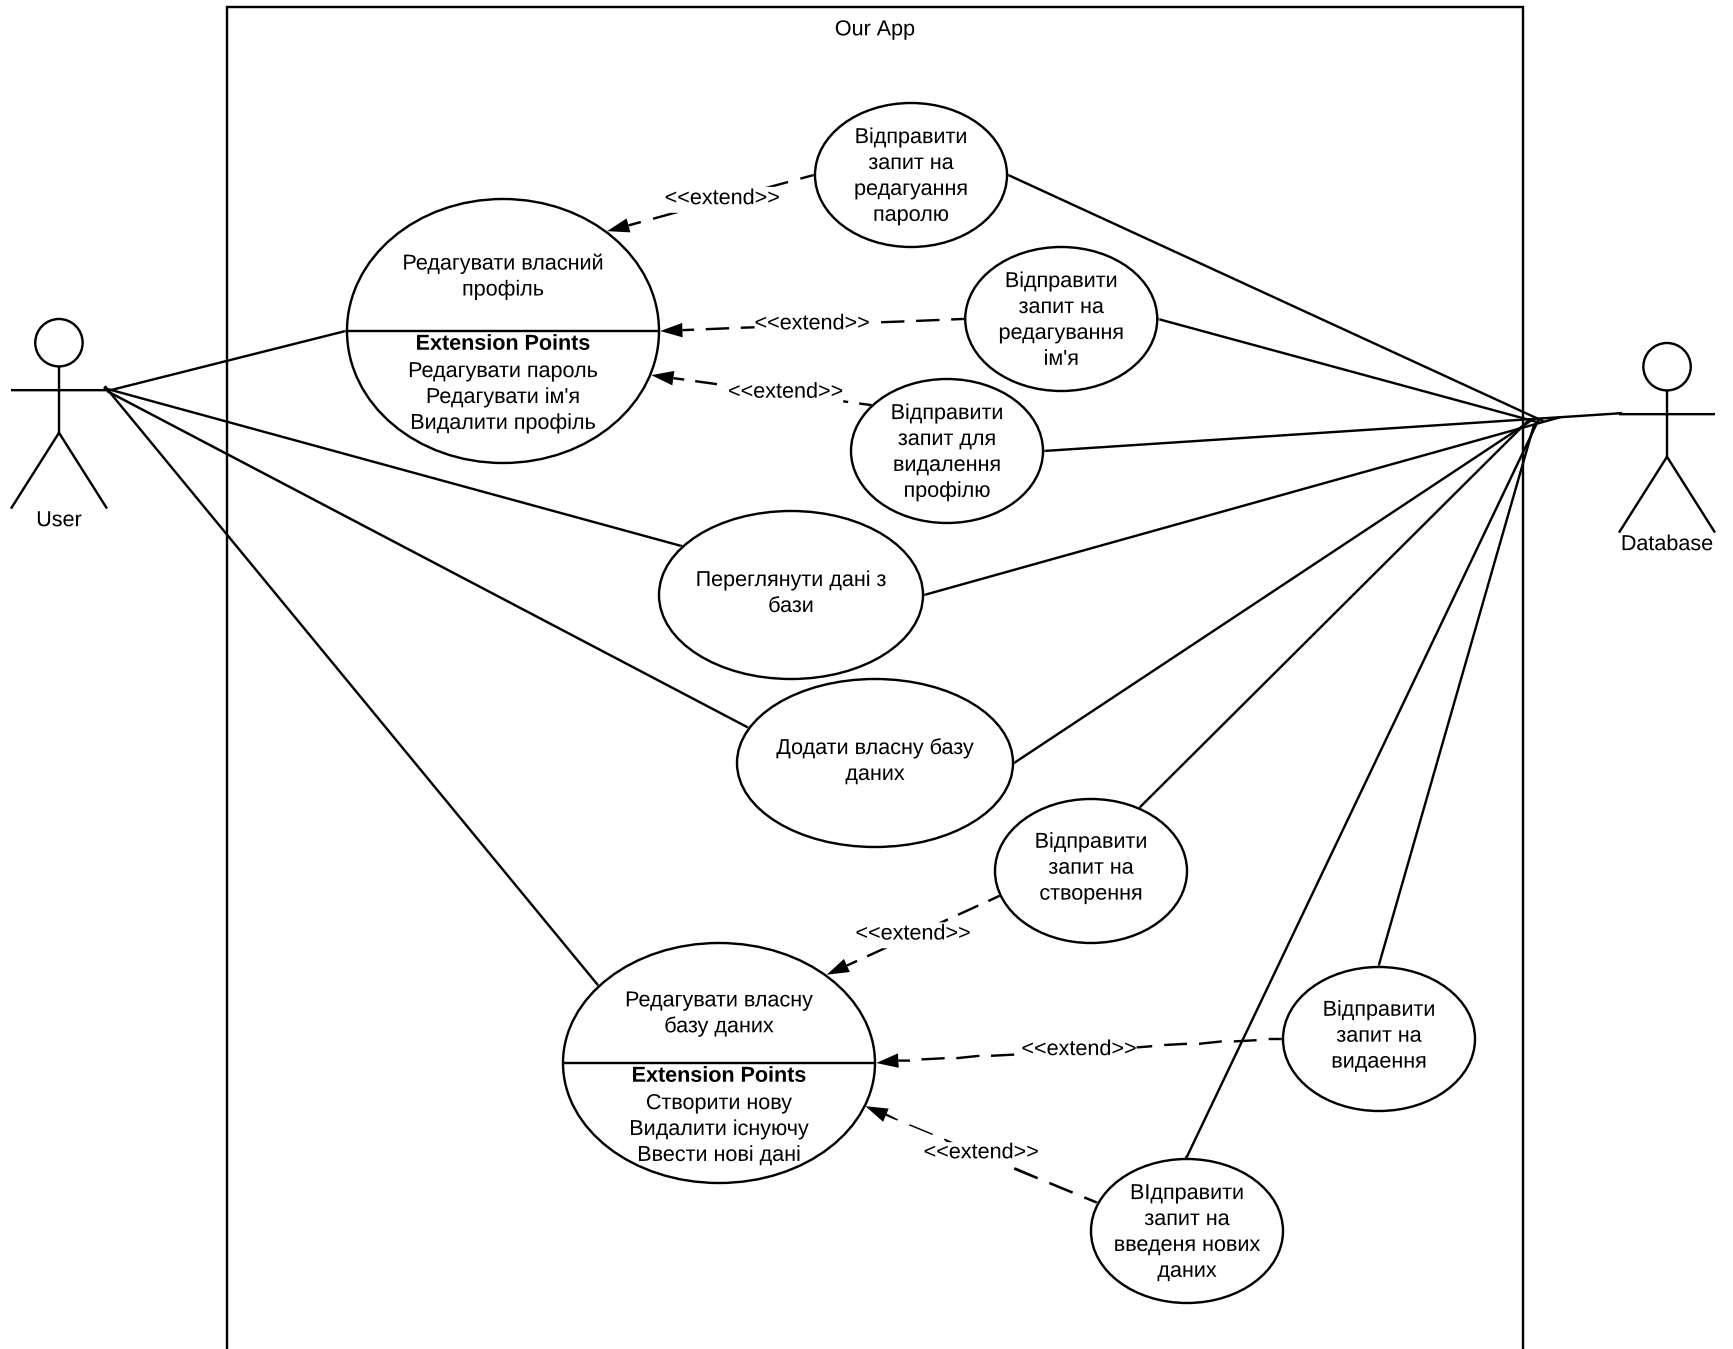 Our App
Відправити
запит на
редагуання
паролю
<<extend>>
Редагувати власний
профіль
Extension Points
Редагувати пароль
Редагувати ім'я
Видалити профіль
<<extend>>
Відправити
запит на
редагування
ім'я
<<extend>>
Відправити
запит для
видалення
профілю
User
Database
Переглянути дані з
бази
Додати власну базу
даних
Відправити
запит на
створення
<<extend>>
Редагувати власну
базу даних
Extension Points
Створити нову
Видалити існуючу
Ввести нові дані
<<extend>>
Відправити
запит на
видаення
<<extend>>
ВІдправити
запит на
введеня нових
даних